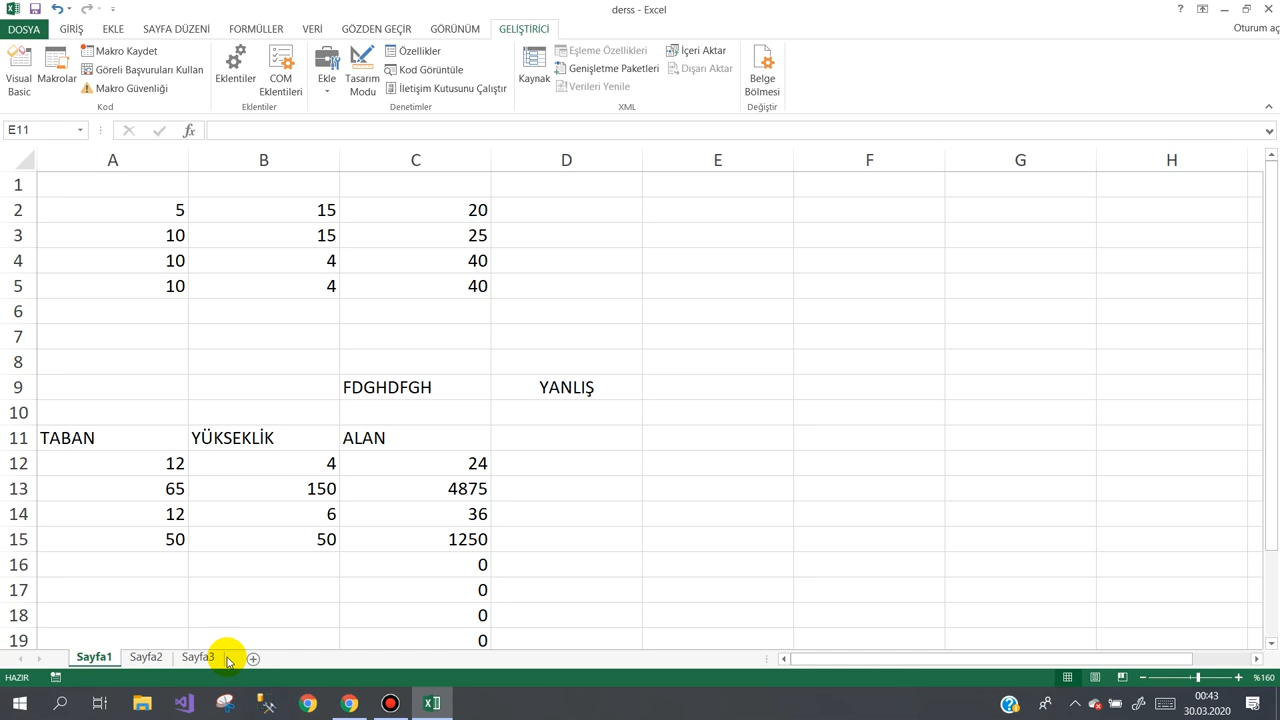 derss - Excel
?
DOSYA GİRİŞ EKLE SAYFA DÜZENİ FORMÜLLER VERİ GÖZDEN GEÇİR GÖRÜNÜM GELİŞTİRİCİ Oturum aç
Visual Basic
Makrolar
Makro Kaydet
Göreli Başvuruları Kullan
Makro Güvenliği
Kod
Eklentiler
COM Eklentileri
Eklentiler
Ekle
Tasarım Modu
Özellikler
Kod Görüntüle
İletişim Kutusunu Çalıştır
Denetimler
Kaynak
Eşleme Özellikleri
Genişletme Paketleri
Verileri Yenile
İçeri Aktar
Dışarı Aktar
XML
Belge Bölmesi
Değiştir
E11 fx
A B C D E F G H
1
2 5 15 20
3 10 15 25
4 10 4 40
5 10 4 40
6
7
8
9 FDGHDFGH YANLIŞ
10
11 TABAN YÜKSEKLİK ALAN
12 12 4 24
13 65 150 4875
14 12 6 36
15 50 50 1250
16 0
17 0
18 0
19 0
Sayfa1 Sayfa2 Sayfa3
HAZIR %160
00:43
30.03.2020